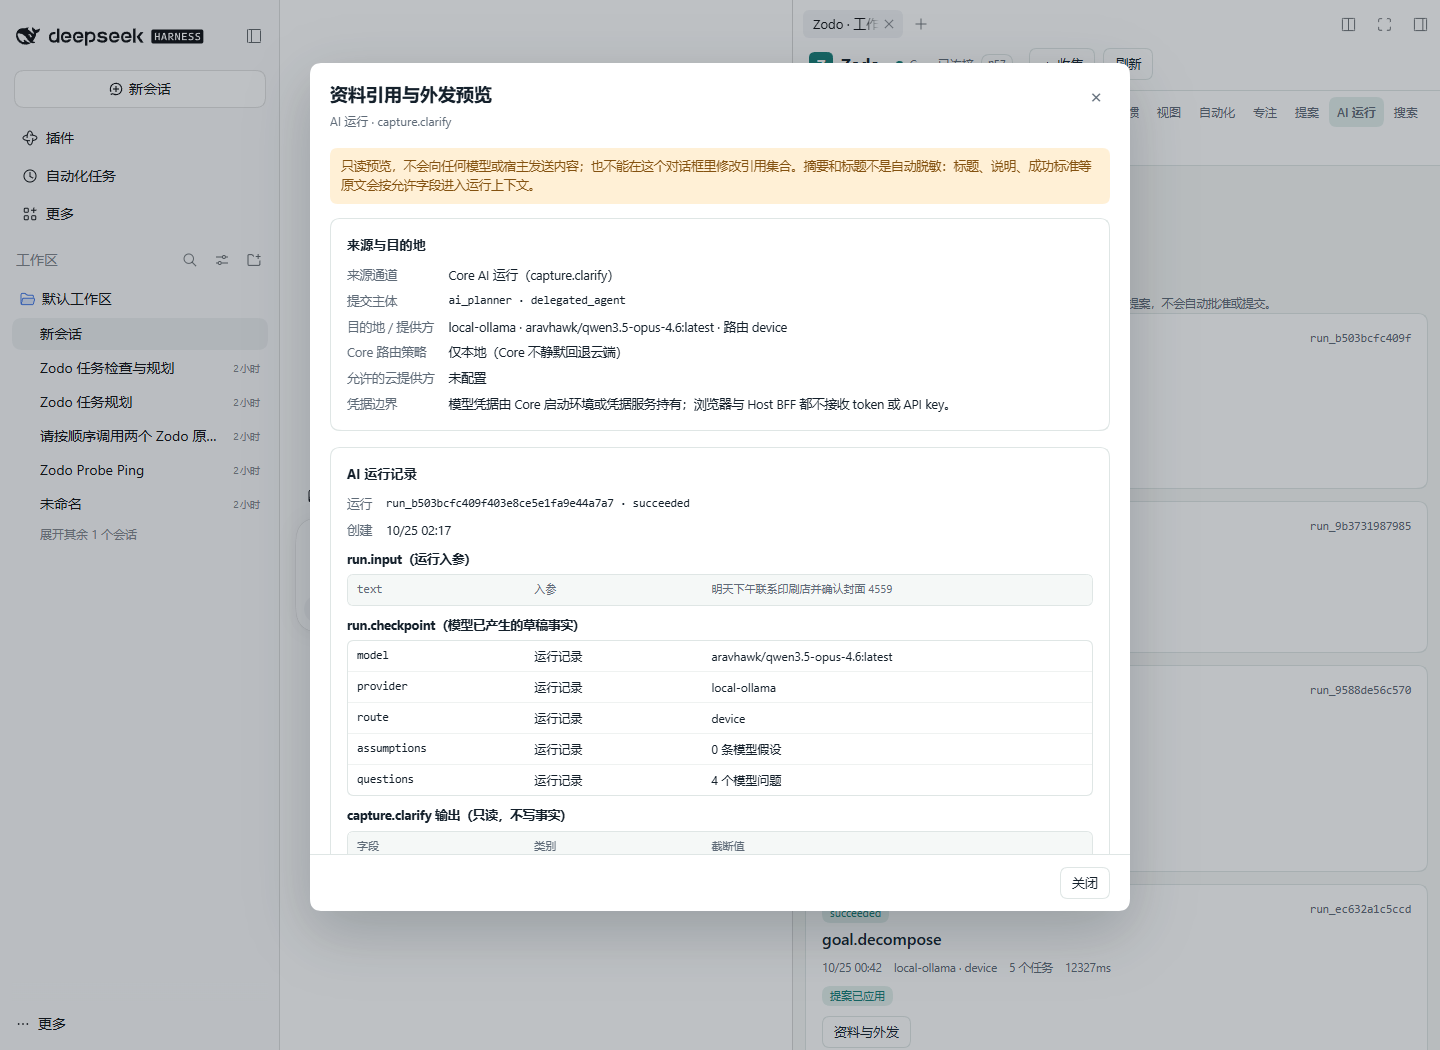 deepseek HARNESS
新会话
插件
自动化任务
更多
工作区
默认工作区
新会话
Zodo 任务检查与规划 2小时
Zodo 任务规划 2小时
请按顺序调用两个 Zodo 原... 2小时
Zodo Probe Ping 2小时
未命名 2小时
展开其余 1 个会话
更多
Zodo · 工作
刷新
视图 自动化 专注 提案 AI 运行 搜索
提案，不会自动批准或提交。
run_b503bcfc409f
run_9b3731987985
run_9588de56c570
run_ec632a1c5ccd
succeeded
goal.decompose
10/25 00:42 local-ollama · device 5 个任务 12327ms
提案已应用
资料与外发
资料引用与外发预览
AI 运行 · capture.clarify
只读预览，不会向任何模型或宿主发送内容；也不能在这个对话框里修改引用集合。摘要和标题不是自动脱敏：标题、说明、成功标准等
原文会按允许字段进入运行上下文。
来源与目的地
来源通道 Core AI 运行（capture.clarify）
提交主体 ai_planner · delegated_agent
目的地 / 提供方 local-ollama · aravhawk/qwen3.5-opus-4.6:latest · 路由 device
Core 路由策略 仅本地（Core 不静默回退云端）
允许的云提供方 未配置
凭据边界 模型凭据由 Core 启动环境或凭据服务持有；浏览器与 Host BFF 都不接收 token 或 API key。
AI 运行记录
运行 run_b503bcfc409f403e8ce5e1fa9e44a7a7 · succeeded
创建 10/25 02:17
run.input（运行入参）
text 入参 明天下午联系印刷店并确认封面 4559
run.checkpoint（模型已产生的草稿事实）
model 运行记录 aravhawk/qwen3.5-opus-4.6:latest
provider 运行记录 local-ollama
route 运行记录 device
assumptions 运行记录 0 条模型假设
questions 运行记录 4 个模型问题
capture.clarify 输出（只读，不写事实）
字段 类别 截断值
关闭